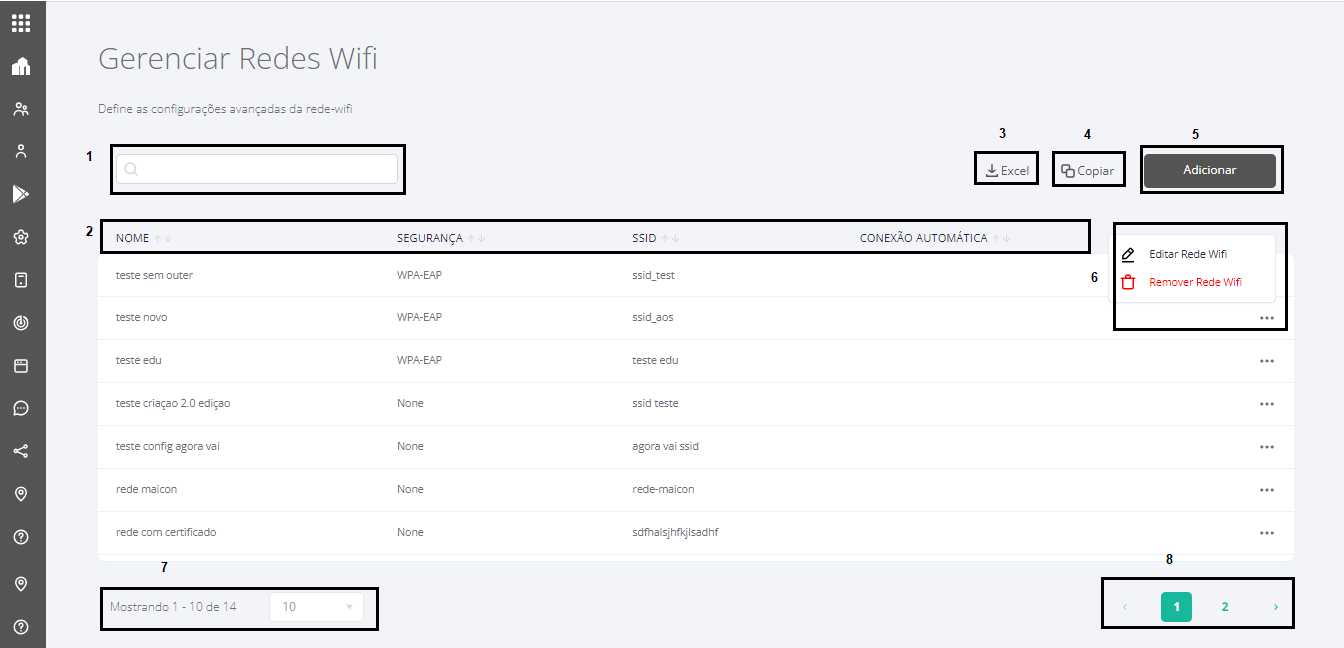 Gerenciar Redes Wifi
Define as configurações avançadas da rede-wifi
3 4 5
1
Excel Copiar Adicionar
2 NOME SEGURANÇA SSID CONEXÃO AUTOMÁTICA
Editar Rede Wifi
6 Remover Rede Wifi
teste sem outer WPA-EAP ssid_test
teste novo WPA-EAP ssid_aos
teste edu WPA-EAP teste edu
teste criaçao 2.0 ediçao None ssid teste
teste config agora vai None agora vai ssid
rede maicon None rede-maicon
rede com certificado None sdfhalsjhfkjlsadhf
7 8
Mostrando 1 - 10 de 14 10 1 2